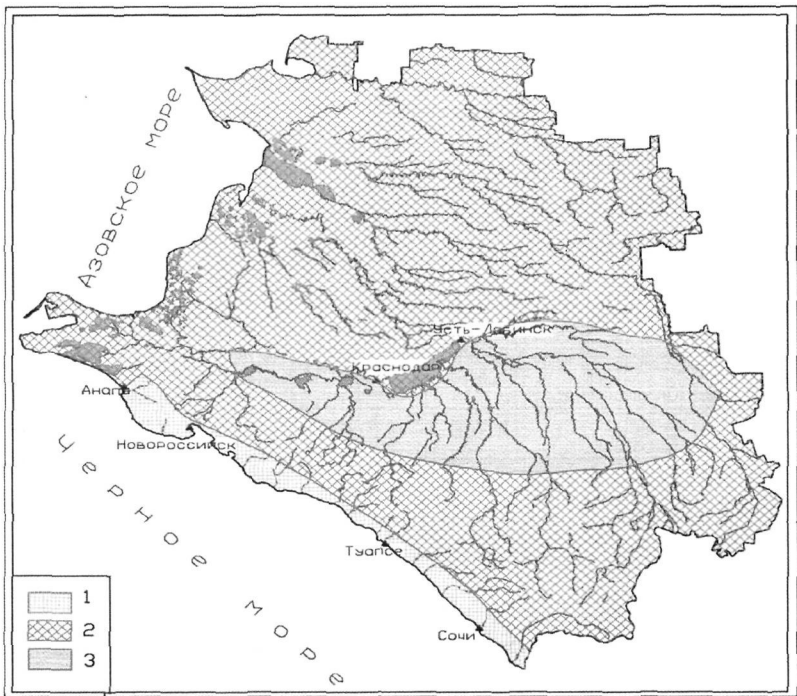 Азовское море
Усть-Лабинск
Краснодар
Анапа
Новороссийск
Туапсе
Черное море
Сочи
1
2
3